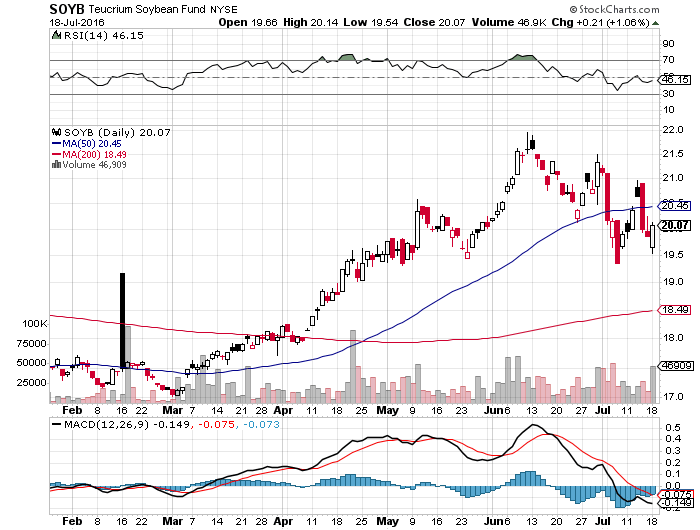 SOYB Teucrium Soybean Fund NYSE © StockCharts.com
18-Jul-2016 Open 19.66 High 20.14 Low 19.54 Close 20.07 Volume 46.9K Chg +0.21 (+1.06%)
RSI(14) 46.15
90
70
50
46.15
30
10
SOYB (Daily) 20.07
MA(50) 20.45
MA(200) 18.49
Volume 46,909
22.0
21.5
21.0
20.45
20.07
19.5
19.0
18.49
18.0
46909
17.0
100K
75000
50000
25000
Feb 8 16 22 Mar 7 14 21 28 Apr 11 18 25 May 9 16 23 Jun 6 13 20 27 Jul 11 18
MACD(12,26,9) -0.149, -0.075, -0.073
0.5
0.4
0.3
0.2
0.1
0.0
-0.075
-0.149
Feb 8 16 22 Mar 7 14 21 28 Apr 11 18 25 May 9 16 23 Jun 6 13 20 27 Jul 11 18